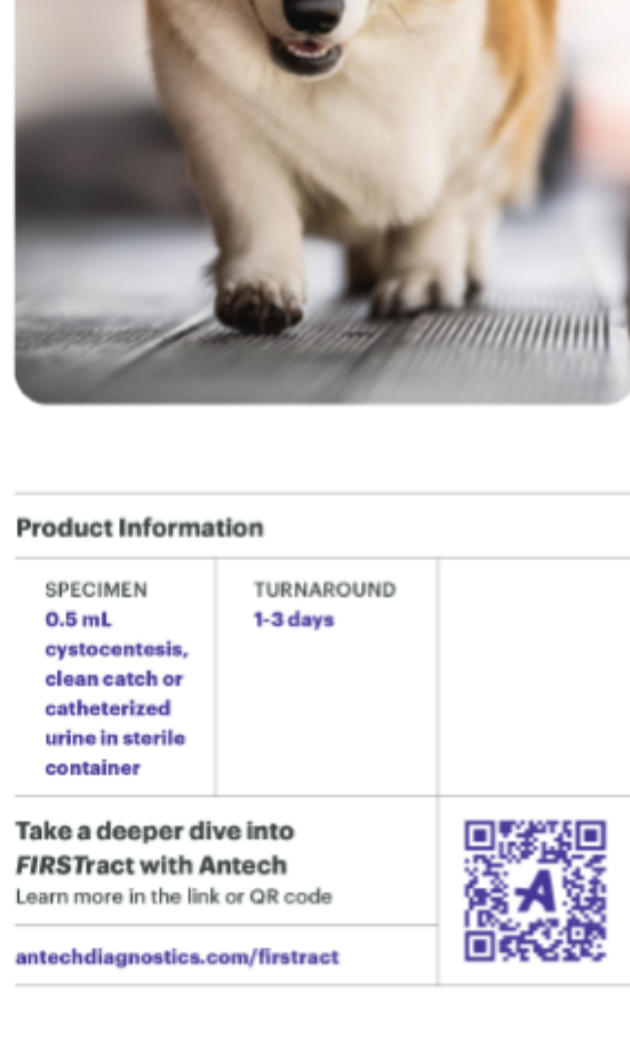 Product Information
SPECIMEN
0.5 mL
cystocentesis,
clean catch or
catheterized
urine in sterile
container
TURNAROUND
1-3 days
Take a deeper dive into
FIRSTract with Antech
Learn more in the link or QR code
antechdiagnostics.com/firstract
A